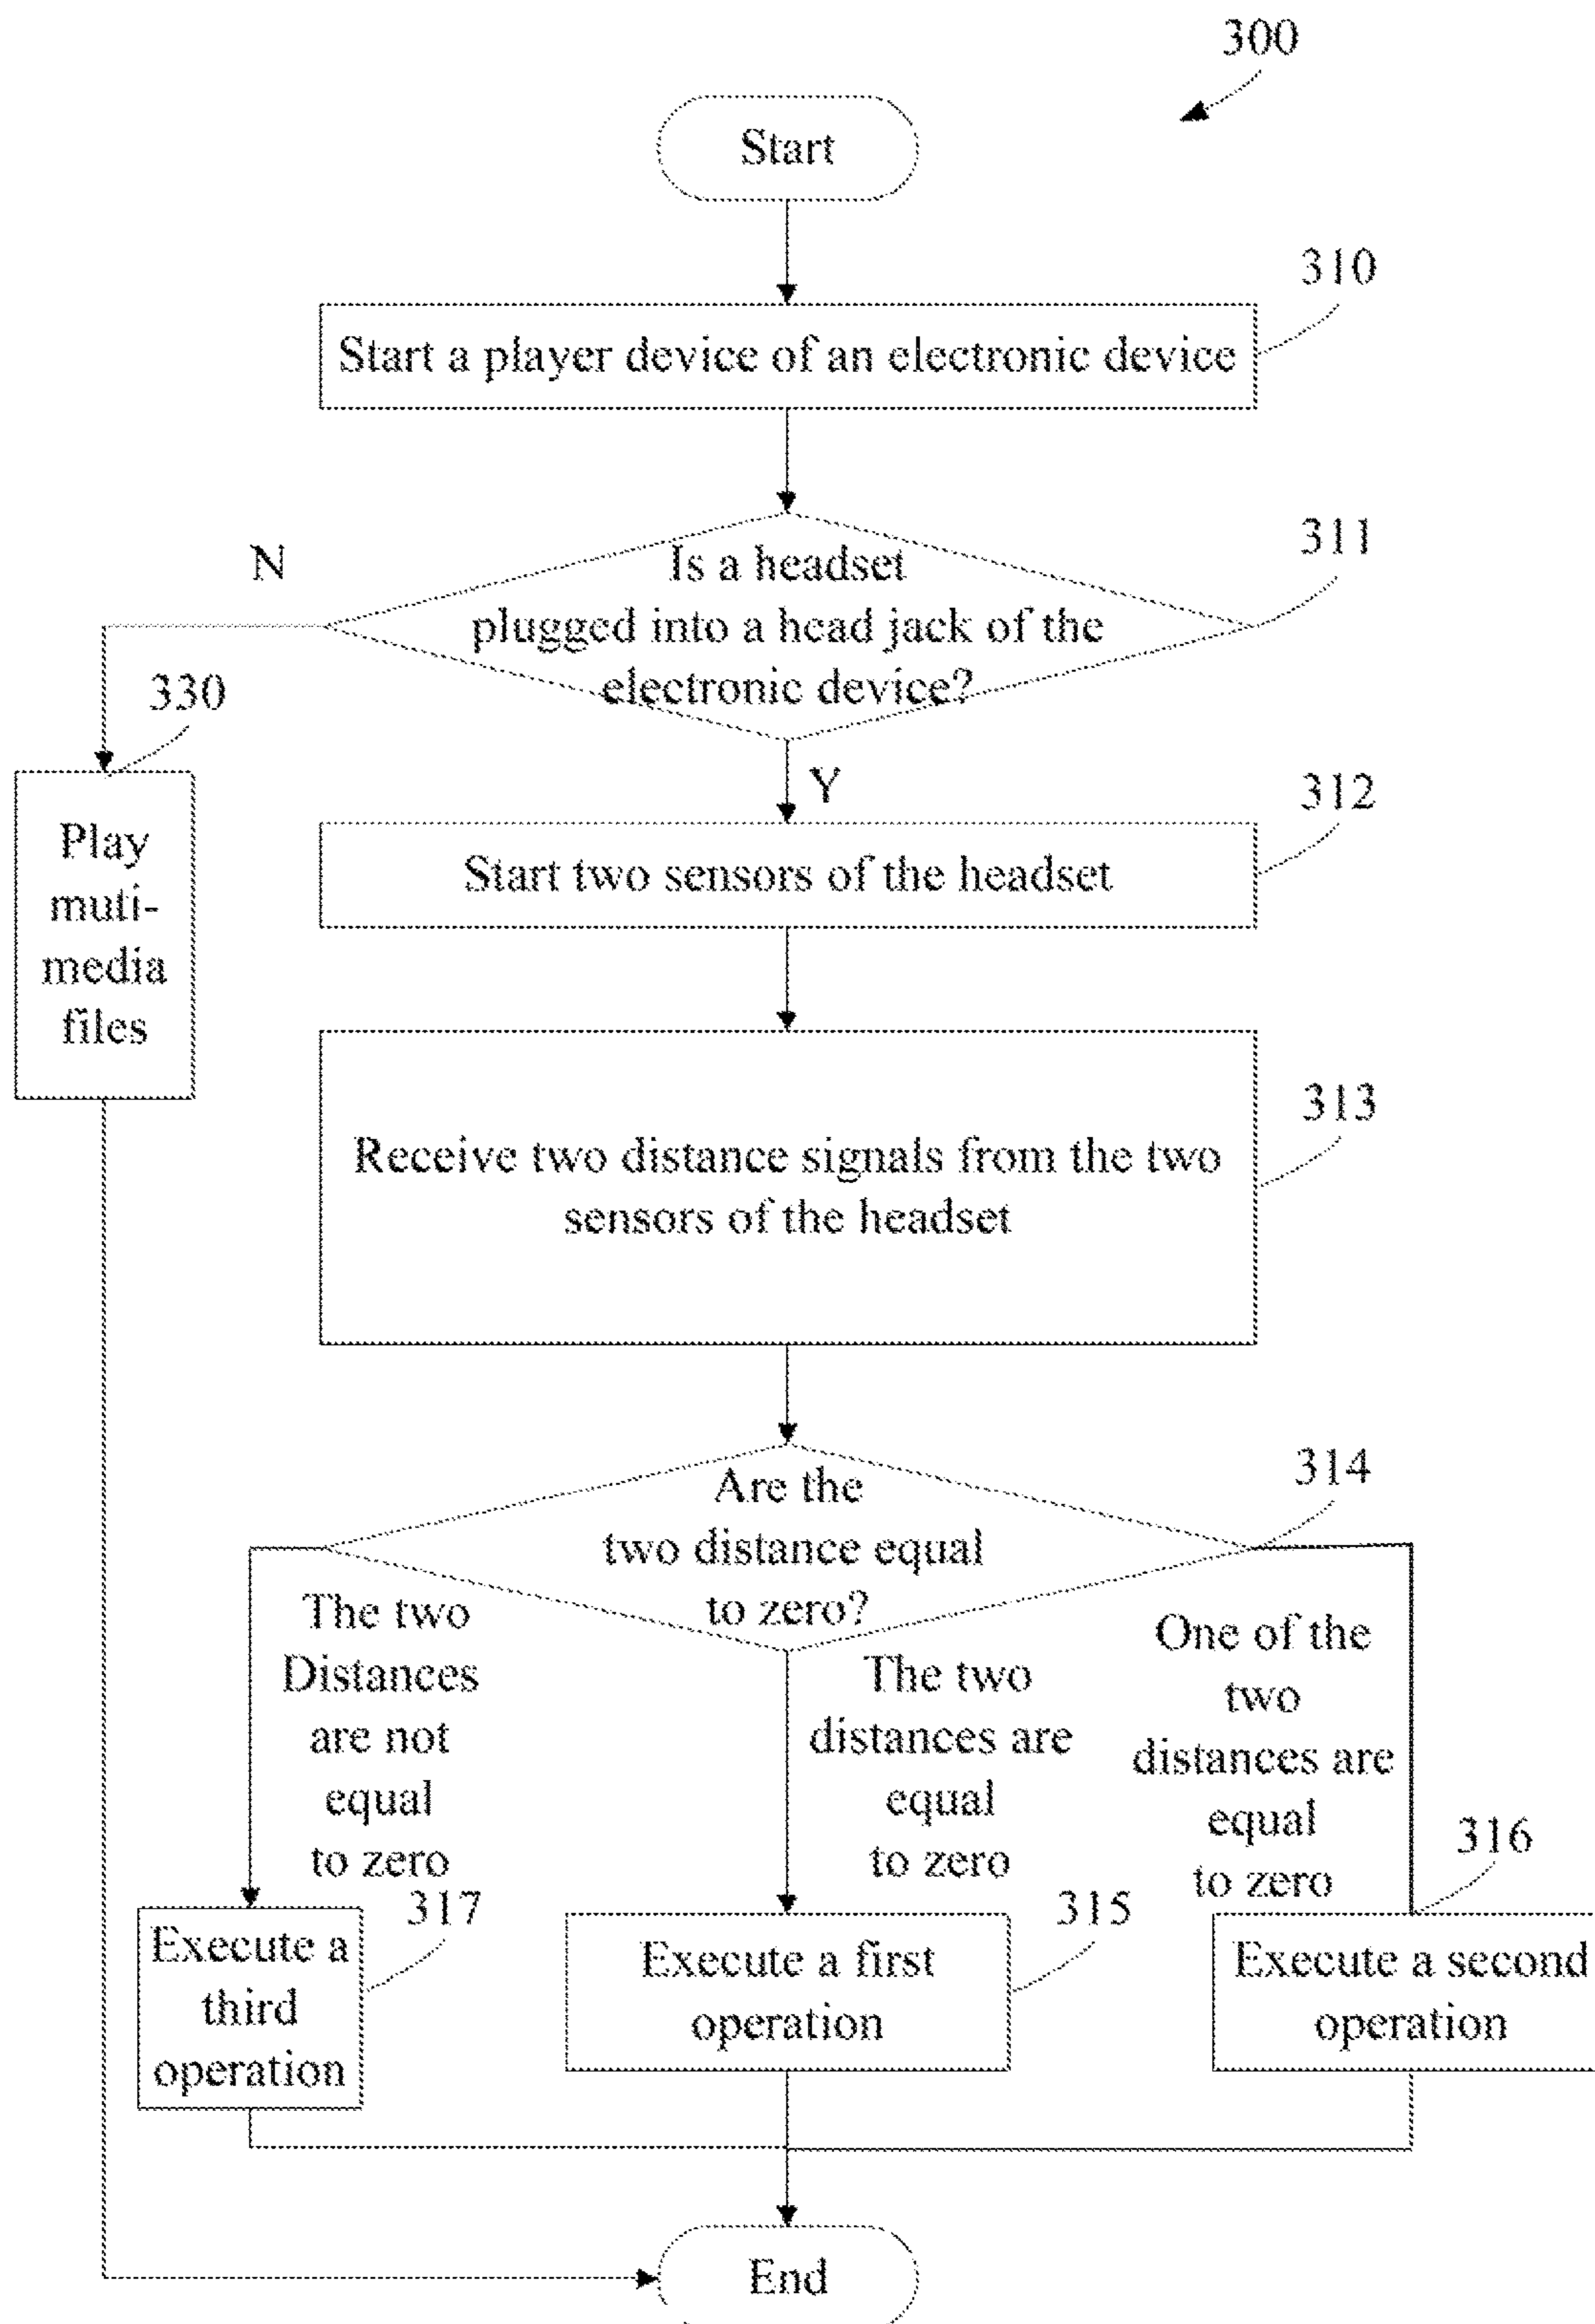 300
Start
310
Start a player device of an electronic device
311
N
Is a headset
plugged into a head jack of the
electronic device?
330
Y
312
Play
muti-
media
files
Start two sensors of the headset
313
Receive two distance signals from the two
sensors of the headset
314
Are the
two distance equal
to zero?
The two
Distances
are not
equal
to zero
The two
distances are
equal
to zero
One of the
two
distances are
equal
to zero
317
315
316
Execute a
third
operation
Execute a first
operation
Execute a second
operation
End